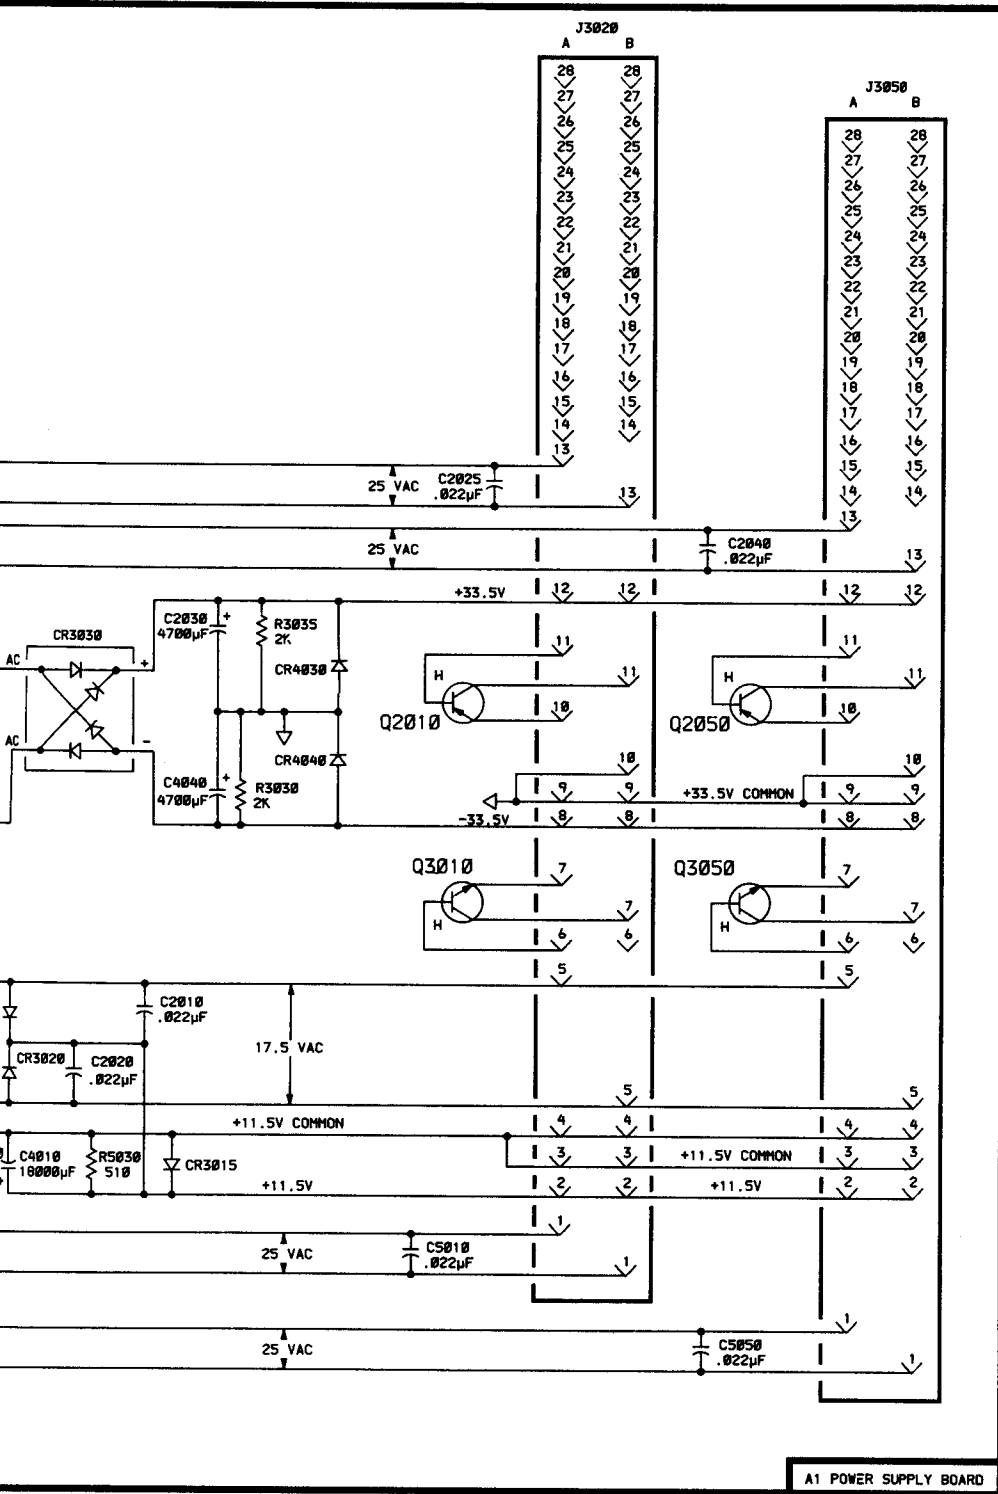 J3020
A B
28 28
27 27
26 26
25 25
24 24
23 23
22 22
21 21
20 20
19 19
18 18
17 17
16 16
15 15
14 14
13
13
J3050
A B
28 28
27 27
26 26
25 25
24 24
23 23
22 22
21 21
20 20
19 19
18 18
17 17
16 16
15 15
14 14
13
13
25 VAC
C2025
.022µF
25 VAC
C2040
.022µF
+33.5V
12 12 12 12
CR3030
AC
+
AC
-
C2030
4700µF
+
R3035
2K
CR4030
C4040
4700µF
+
R3030
2K
CR4040
H
Q2010
11
11
10
10
H
Q2050
11
11
10
10
9 9
+33.5V COMMON
9 9
-33.5V
8 8 8 8
Q3010
H
7
7
6 6
5
Q3050
H
7
7
6 6
5
C2010
.022µF
17.5 VAC
CR3020
C2020
.022µF
5
5
+11.5V COMMON
4 4 4 4
C4010
18000µF
+
R5030
510
CR3015
3 3
+11.5V COMMON
3 3
+11.5V
2 2
+11.5V
2 2
25 VAC
C5010
.022µF
1
1
25 VAC
C5050
.022µF
1
1
A1 POWER SUPPLY BOARD